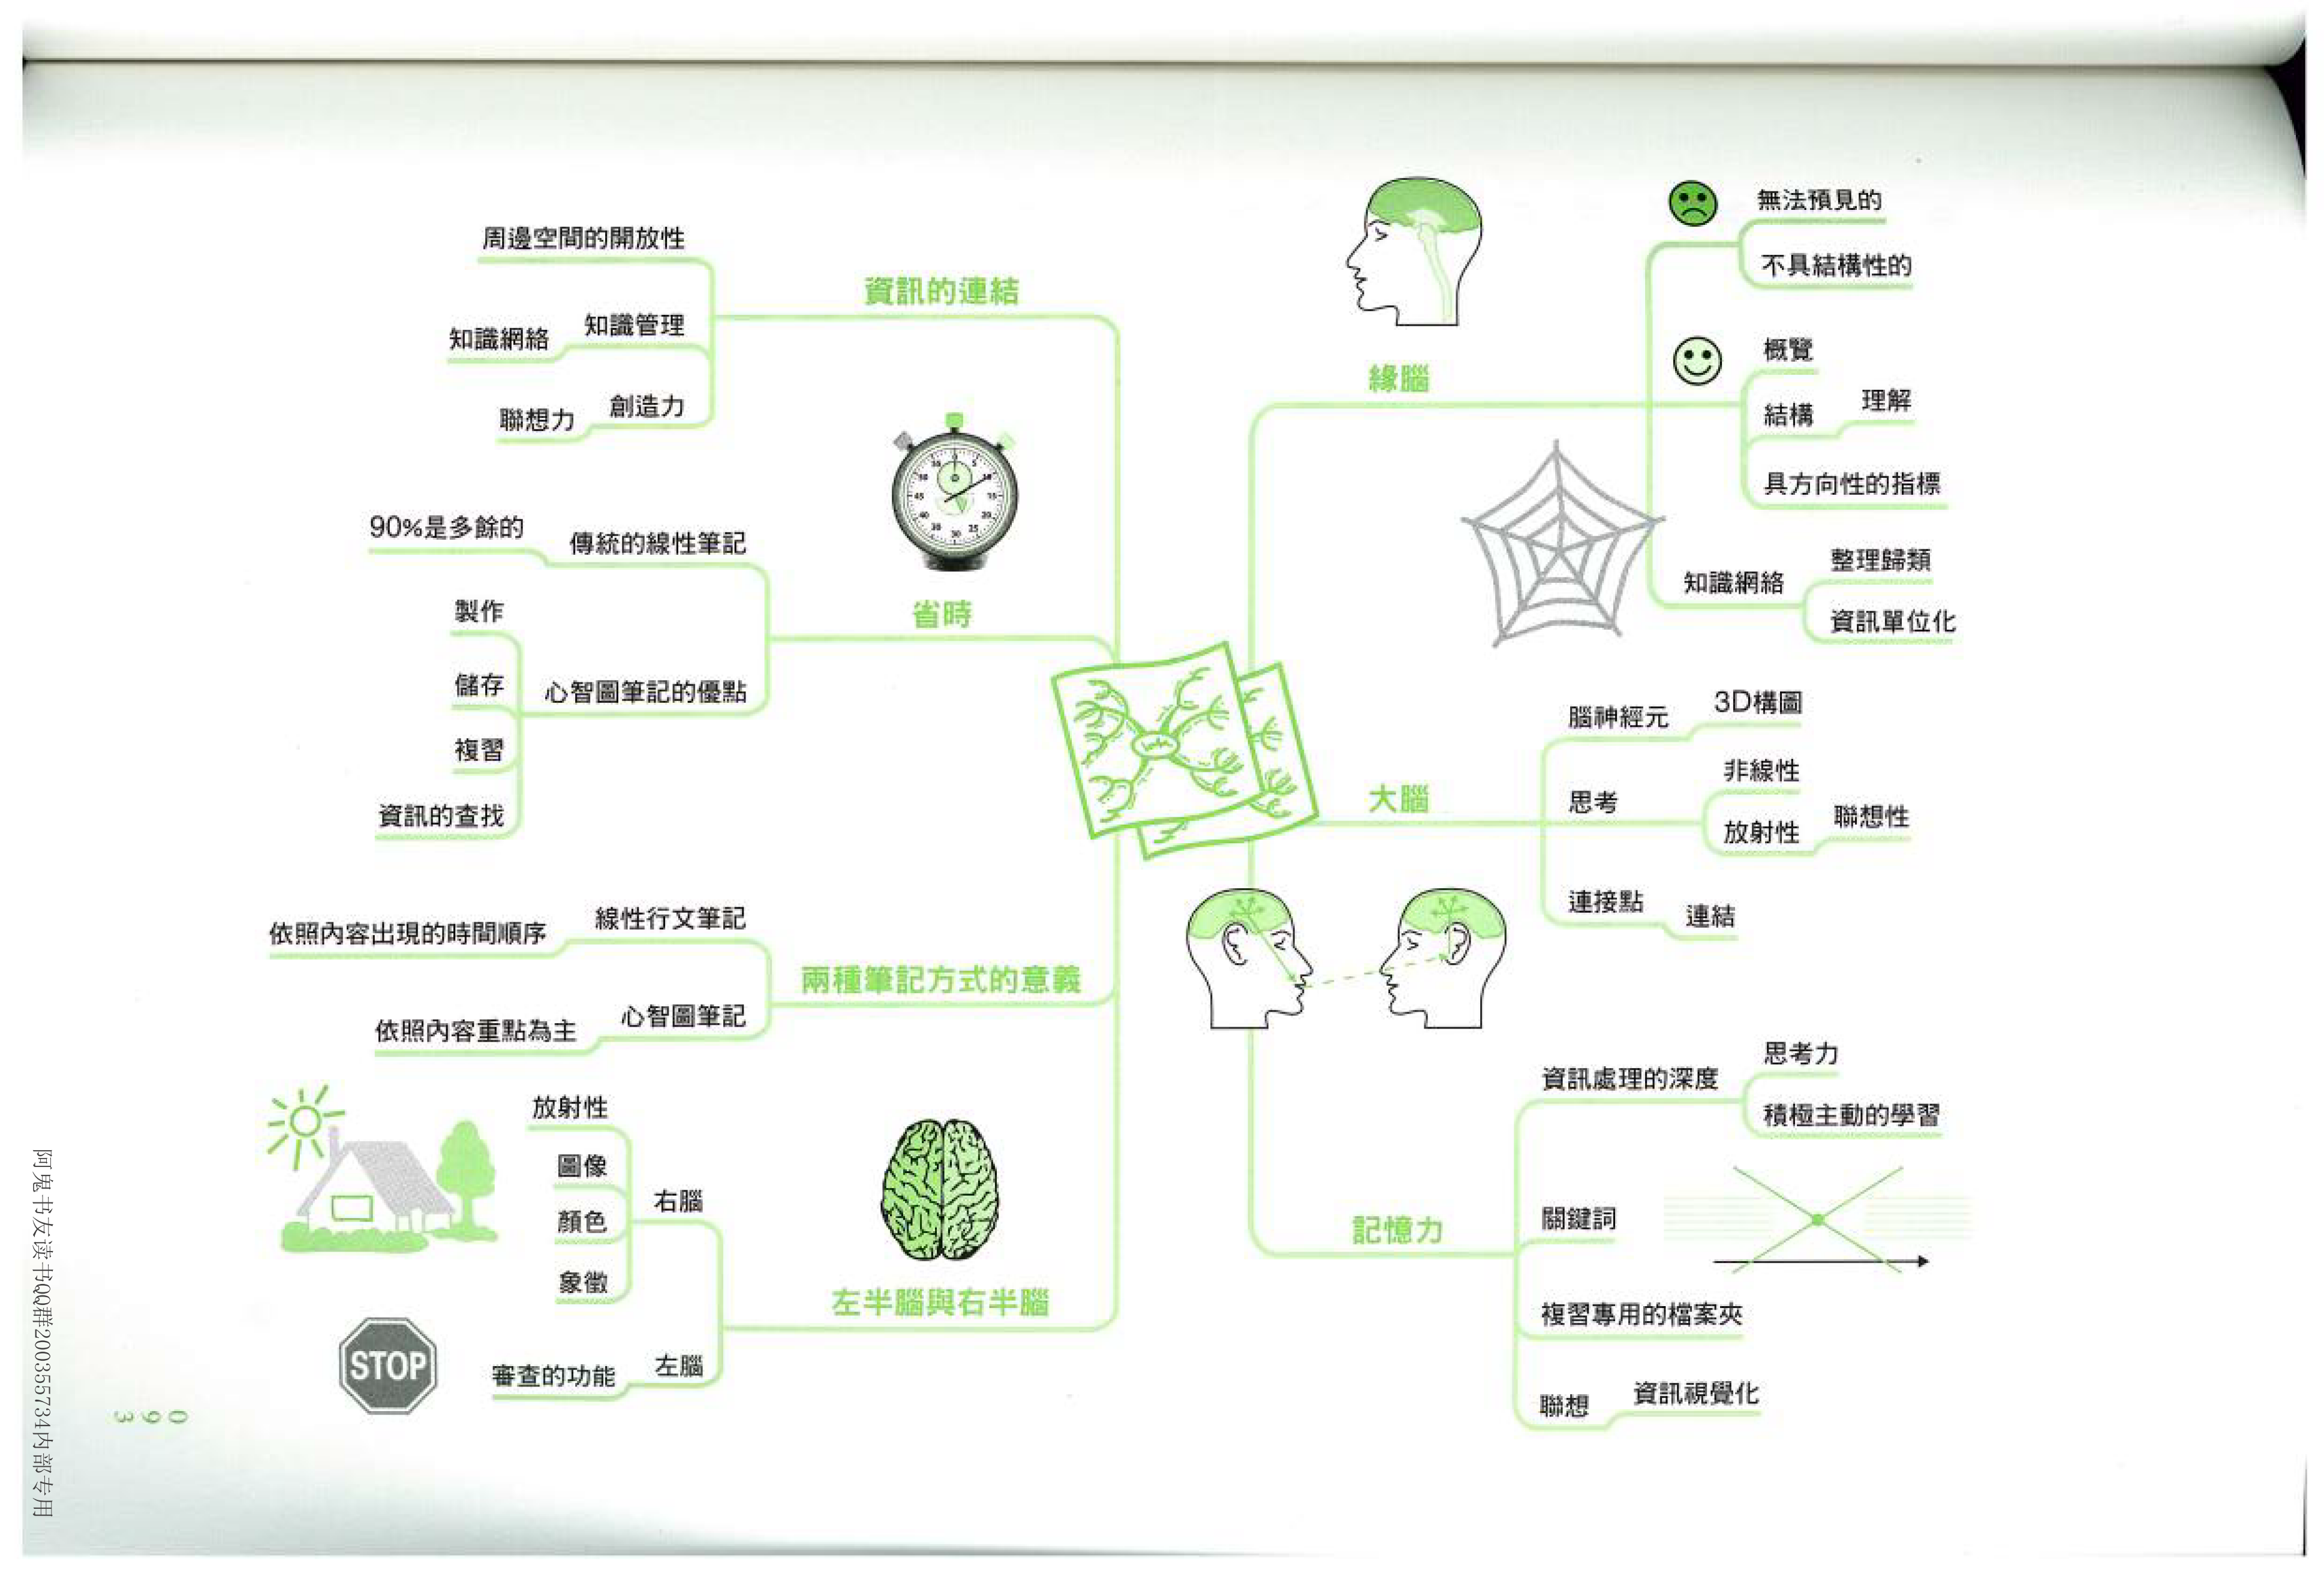 緣腦
無法預見的
不具結構性的
概覽
結構
理解
具方向性的指標
知識網絡
整理歸類
資訊單位化
大腦
腦神經元
3D構圖
思考
非線性
放射性
聯想性
連接點
連結
記憶力
資訊處理的深度
思考力
積極主動的學習
關鍵詞
複習專用的檔案夾
聯想
資訊視覺化
左半腦與右半腦
右腦
放射性
圖像
顏色
象徵
左腦
審查的功能
STOP
兩種筆記方式的意義
線性行文筆記
依照內容出現的時間順序
心智圖筆記
依照內容重點為主
省時
傳統的線性筆記
90%是多餘的
心智圖筆記的優點
製作
儲存
複習
資訊的查找
資訊的連結
周邊空間的開放性
知識管理
知識網絡
創造力
聯想力
093
阿鬼书友读书QQ群200355734内部专用